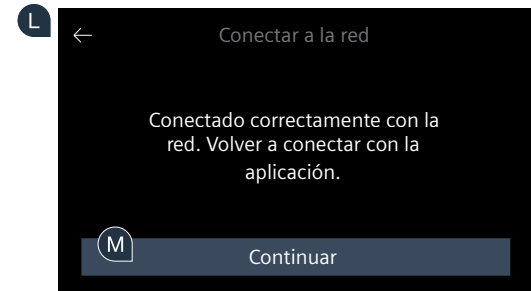 L
Conectar a la red
Conectado correctamente con la
red. Volver a conectar con la
aplicación.
M
Continuar